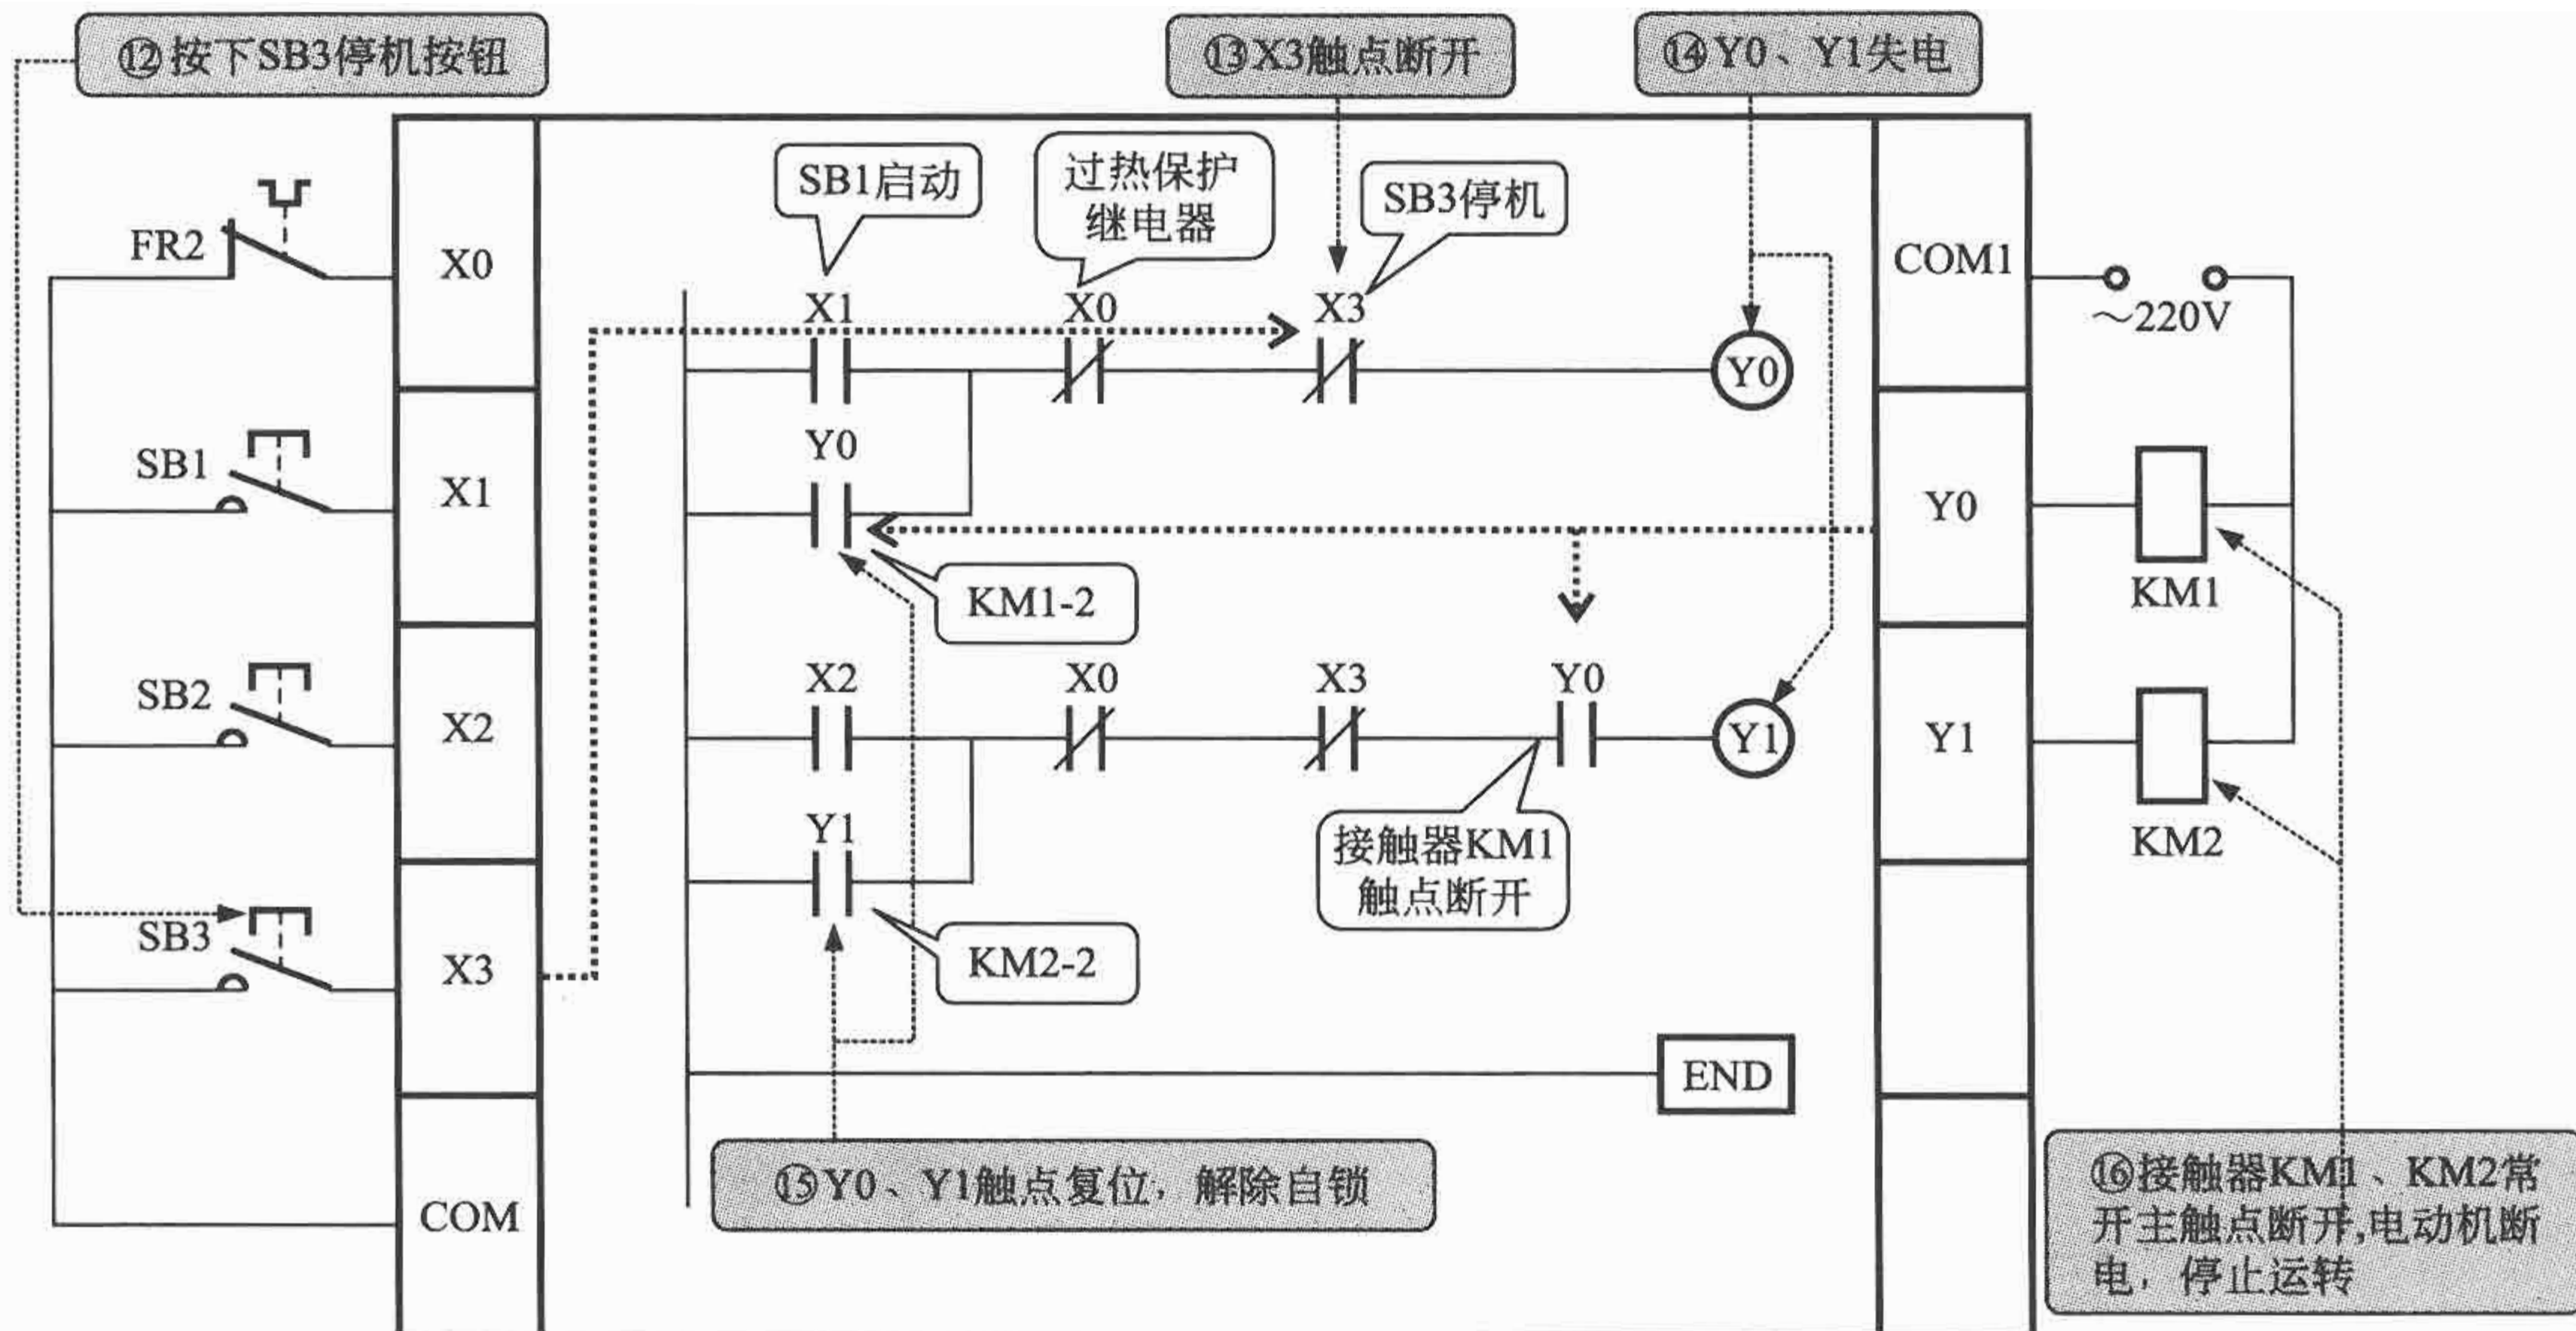 ⑫按下SB3停机按钮
⑬X3触点断开
⑭Y0、Y1失电
SB1启动
过热保护
继电器
SB3停机
FR2
X0
COM1
X1
X0
X3
～220V
Y0
SB1
X1
Y0
Y0
KM1-2
KM1
SB2
X2
X2
X0
X3
Y0
Y1
Y1
Y1
接触器KM1
触点断开
KM2
SB3
X3
KM2-2
END
COM
⑮Y0、Y1触点复位，解除自锁
⑯接触器KM1、KM2常
开主触点断开,电动机断
电，停止运转